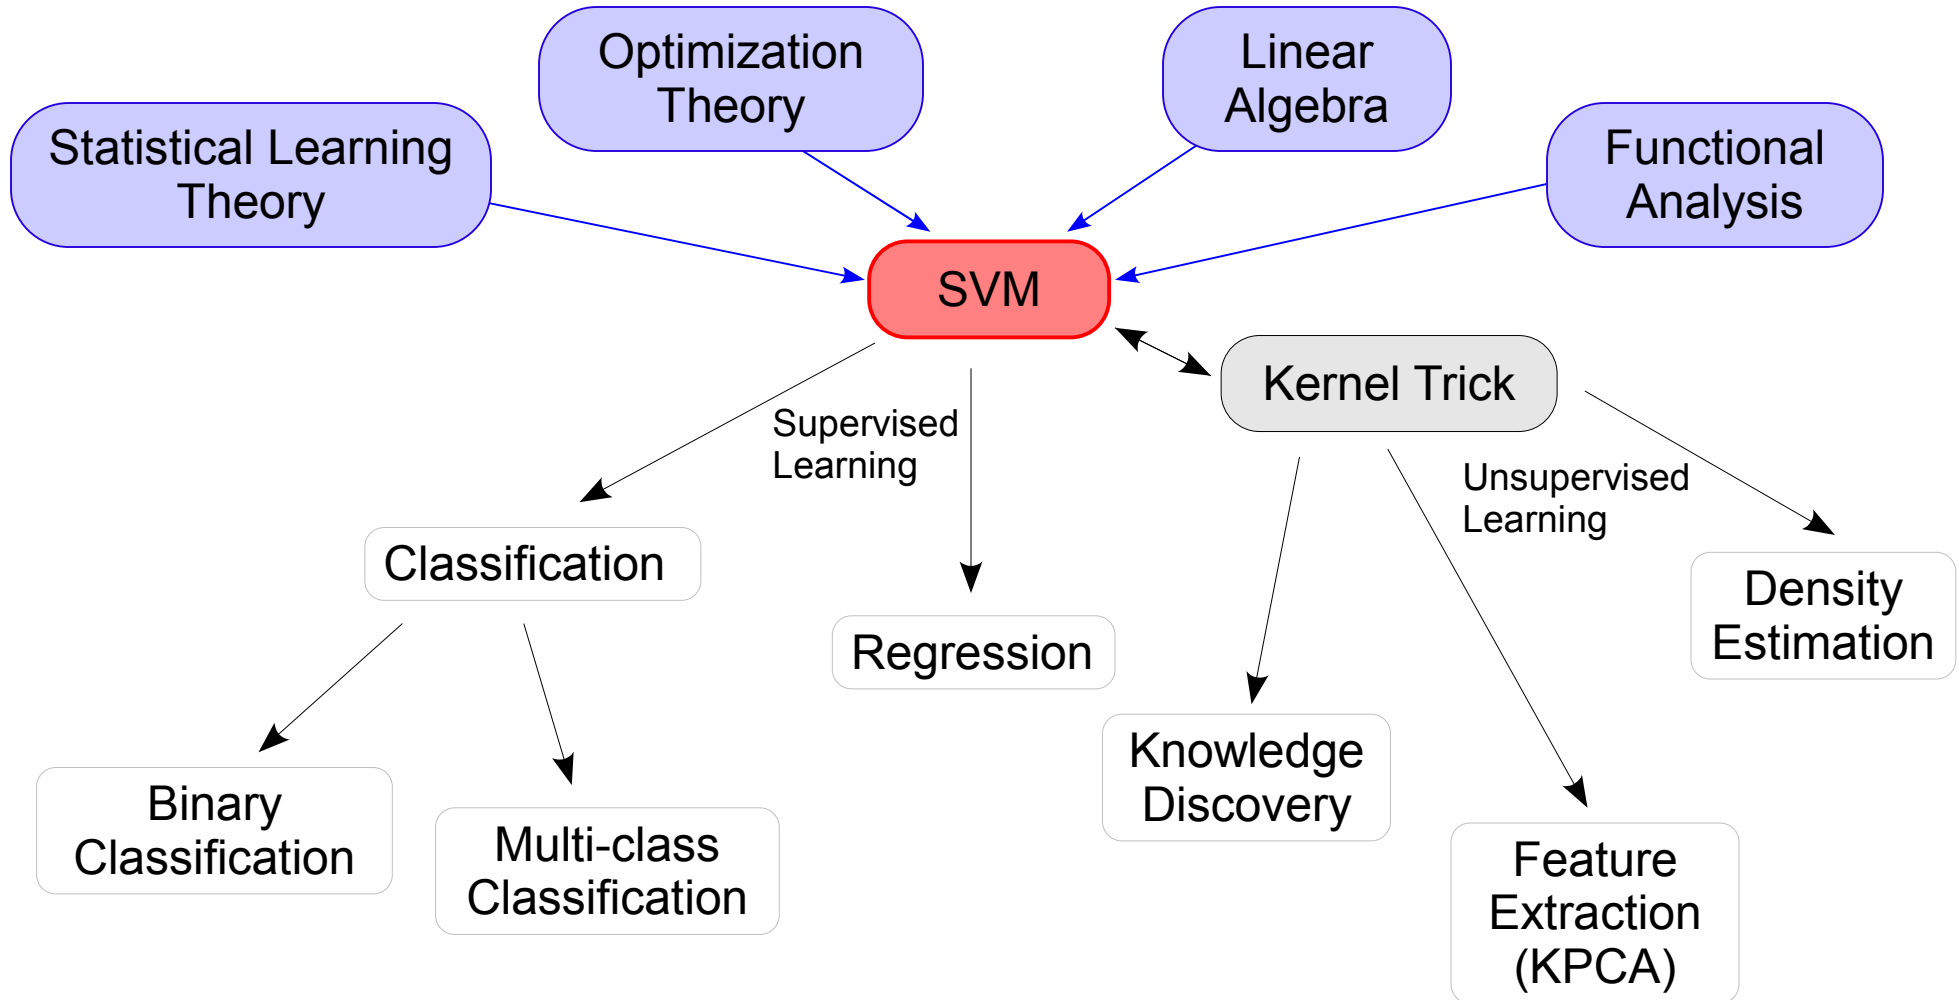 Optimization
Theory
Linear
Algebra
Statistical Learning
Theory
Functional
Analysis
SVM
Kernel Trick
Supervised
Learning
Unsupervised
Learning
Classification
Regression
Density
Estimation
Knowledge
Discovery
Binary
Classification
Multi-class
Classification
Feature
Extraction
(KPCA)